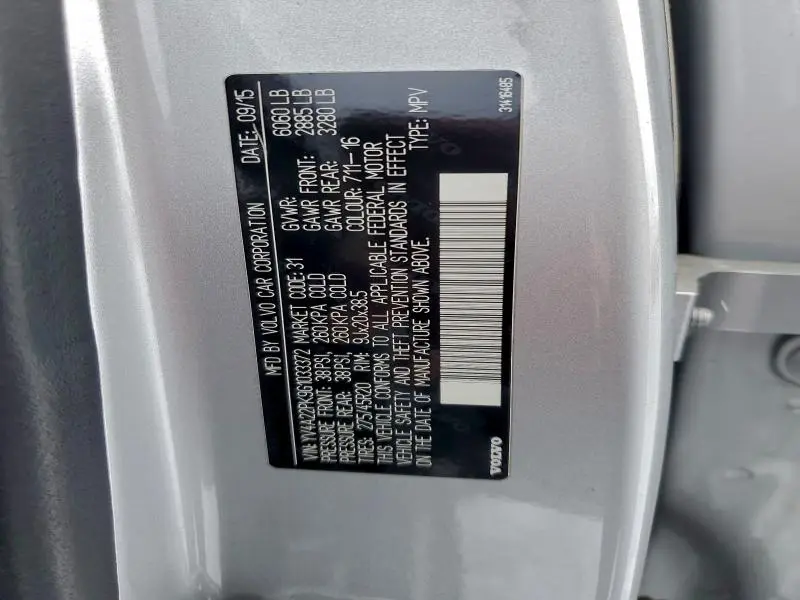 MFD BY VOLVO CAR CORPORATION DATE: 09/15
VIN: YV4A22PK9G1033372 MARKET CODE: 31 GVWR: 6060 LB
PRESSURE FRONT: 38PSI, 260KPA COLD GAWR FRONT: 2885 LB
PRESSURE REAR: 38PSI, 260KPA COLD GAWR REAR: 3280 LB
TIRES: 275/45R20 RIM: 9Jx20x38.5 COLOUR: 711-16
THIS VEHICLE CONFORMS TO ALL APPLICABLE FEDERAL MOTOR
VEHICLE SAFETY AND THEFT PREVENTION STANDARDS IN EFFECT
ON THE DATE OF MANUFACTURE SHOWN ABOVE. TYPE: MPV
VOLVO 31416485